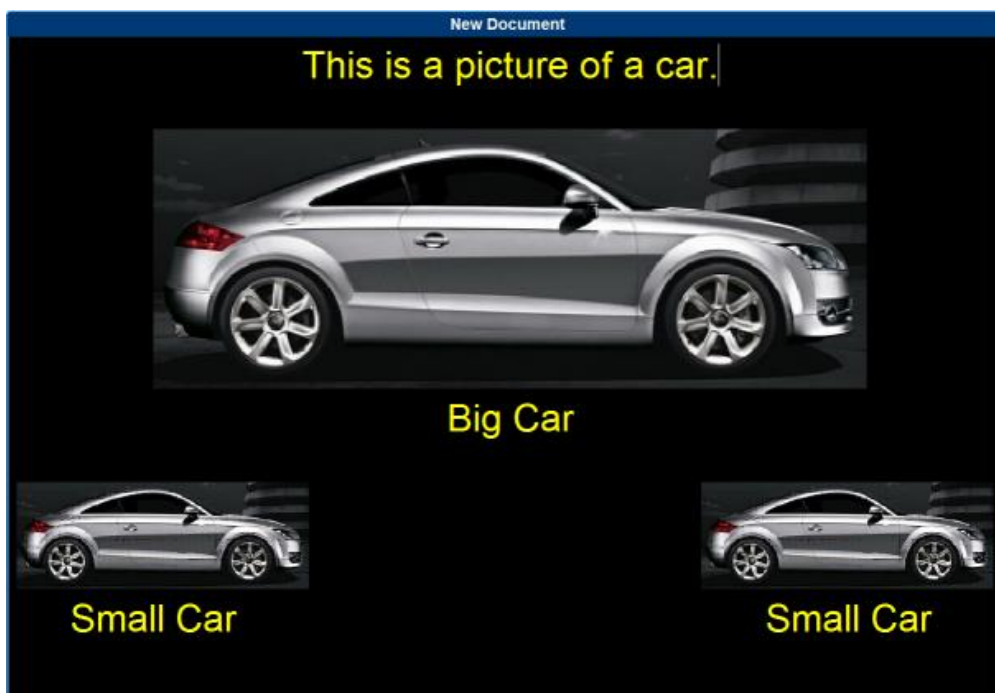 New Document
This is a picture of a car.
Big Car
Small Car
Small Car